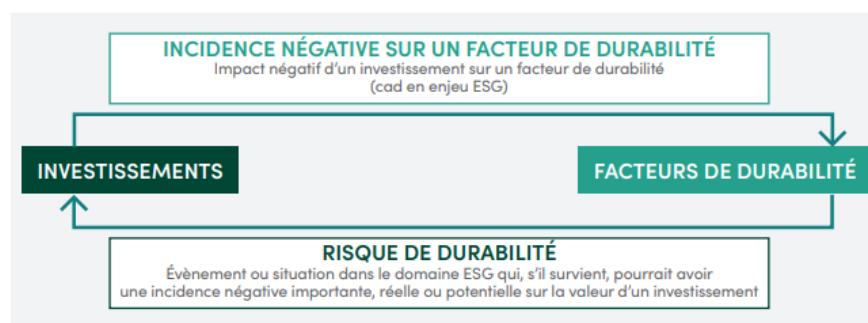 INCIDENCE NÉGATIVE SUR UN FACTEUR DE DURABILITÉ
Impact négatif d'un investissement sur un facteur de durabilité
(cad en enjeu ESG)
INVESTISSEMENTS
FACTEURS DE DURABILITÉ
RISQUE DE DURABILITÉ
Évènement ou situation dans le domaine ESG qui, s'il survient, pourrait avoir
une incidence négative importante, réelle ou potentielle sur la valeur d'un investissement